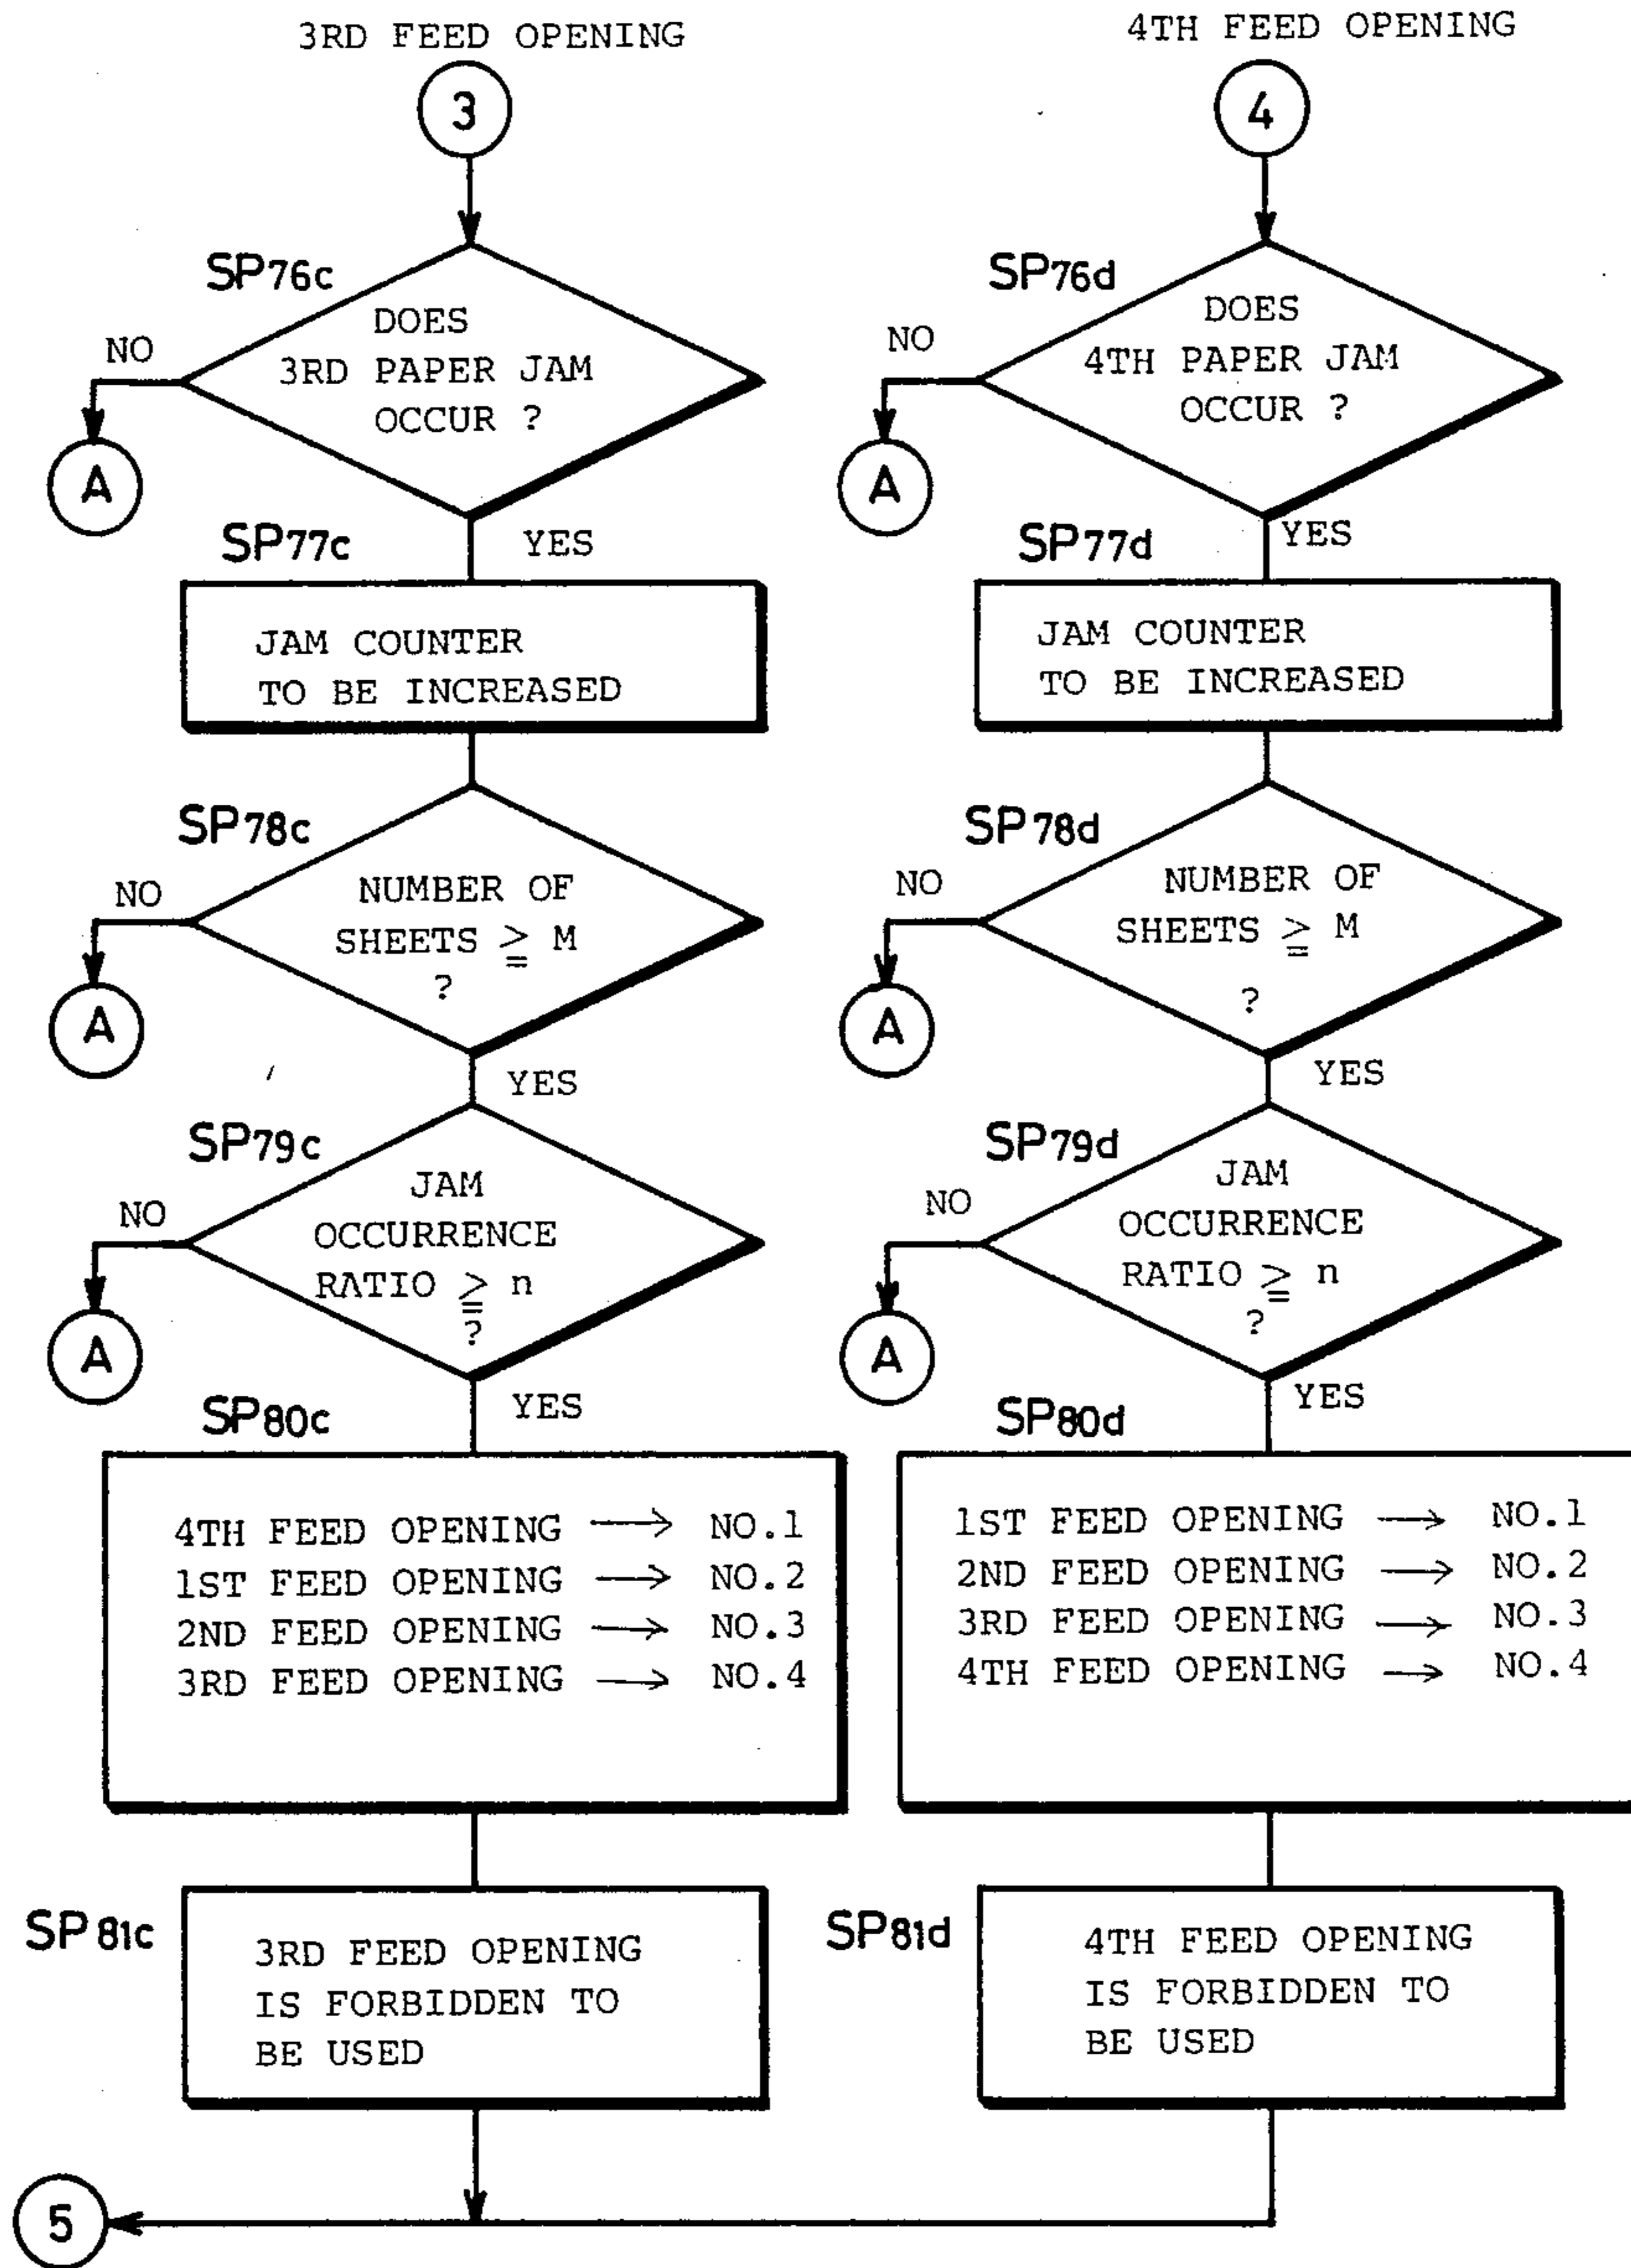 3RD FEED OPENING
3
SP76c
DOES
3RD PAPER JAM
OCCUR ?
NO
A
YES
SP77c
JAM COUNTER
TO BE INCREASED
SP78c
NUMBER OF
SHEETS ≧ M
?
NO
A
YES
SP79c
JAM
OCCURRENCE
RATIO ≧ n
?
NO
A
YES
SP80c
4TH FEED OPENING → NO.1
1ST FEED OPENING → NO.2
2ND FEED OPENING → NO.3
3RD FEED OPENING → NO.4
SP81c
3RD FEED OPENING
IS FORBIDDEN TO
BE USED
4TH FEED OPENING
4
SP76d
DOES
4TH PAPER JAM
OCCUR ?
NO
A
YES
SP77d
JAM COUNTER
TO BE INCREASED
SP78d
NUMBER OF
SHEETS ≧ M
?
NO
A
YES
SP79d
JAM
OCCURRENCE
RATIO ≧ n
?
NO
A
YES
SP80d
1ST FEED OPENING → NO.1
2ND FEED OPENING → NO.2
3RD FEED OPENING → NO.3
4TH FEED OPENING → NO.4
SP81d
4TH FEED OPENING
IS FORBIDDEN TO
BE USED
5